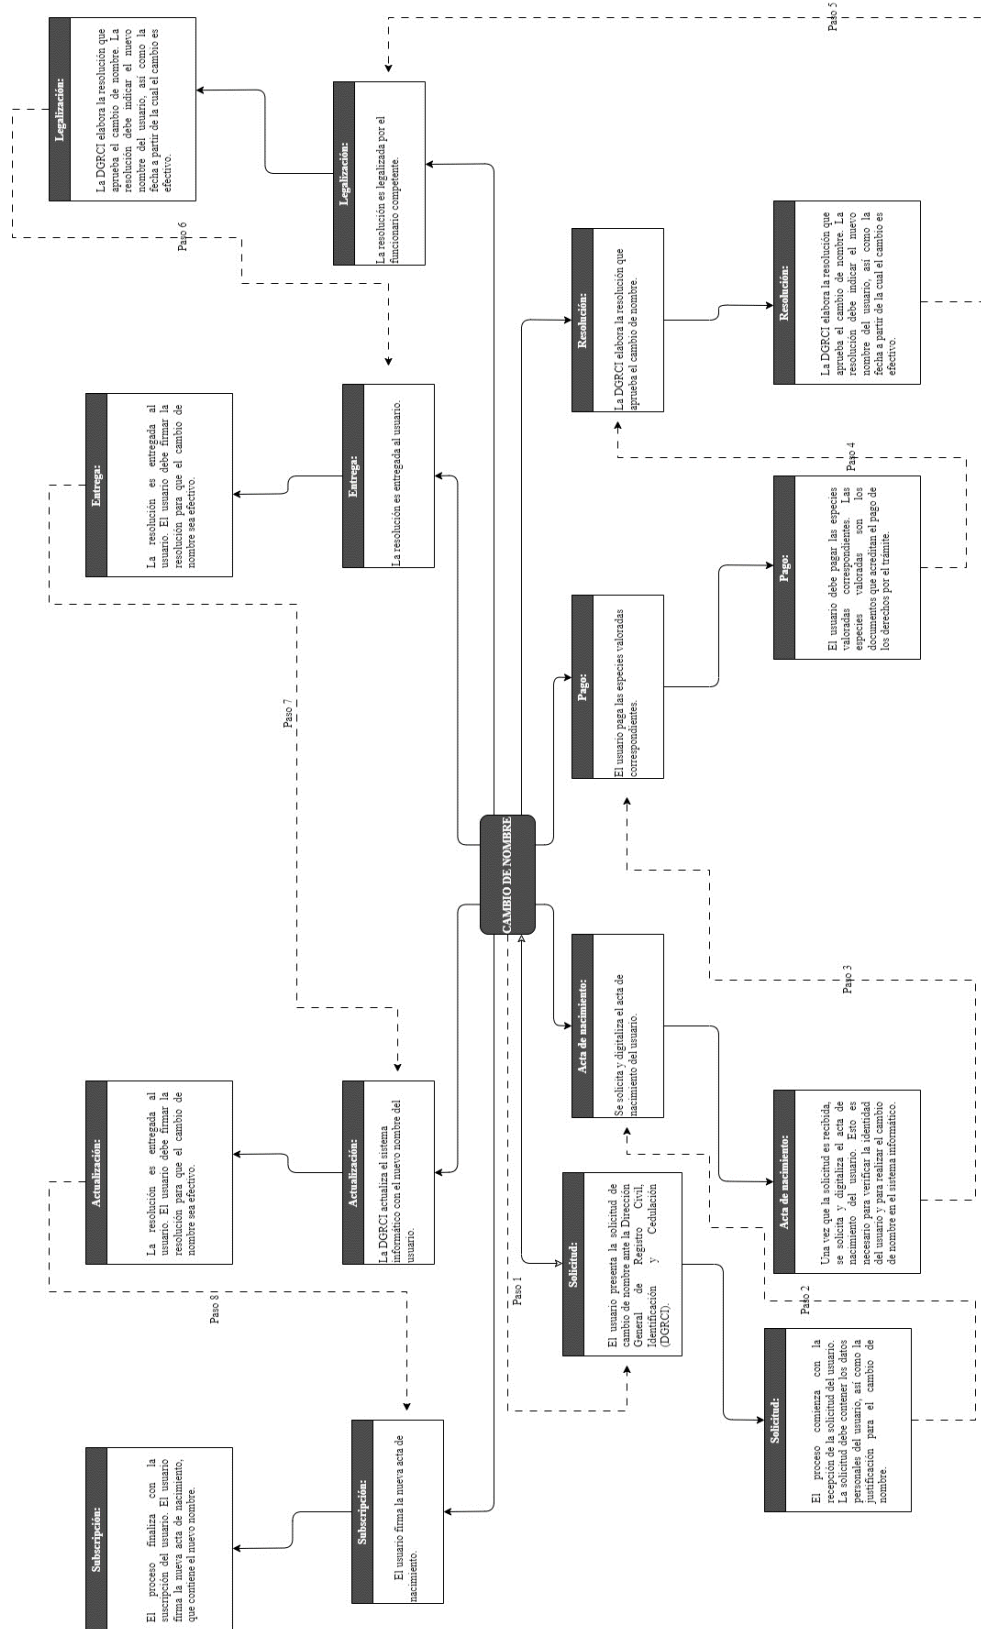 Subscripción:
El proceso finaliza con la
suscripción del usuario. El usuario
firma la nueva acta de nacimiento,
que contiene el nuevo nombre.
Actualización:
La resolución es entregada al
usuario. El usuario debe firmar la
resolución para que el cambio de
nombre sea efectivo.
Entrega:
La resolución es entregada al
usuario. El usuario debe firmar la
resolución para que el cambio de
nombre sea efectivo.
Legalización:
La DGRCI elabora la resolución que
aprueba el cambio de nombre. La
resolución debe indicar el nuevo
nombre del usuario, así como la
fecha a partir de la cual el cambio es
efectivo.
Paso 8
Paso 7
Paso 6
Subscripción:
El usuario firma la nueva acta de
nacimiento.
Actualización:
La DGRCI actualiza el sistema
informático con el nuevo nombre del
usuario.
Entrega:
La resolución es entregada al usuario.
Legalización:
La resolución es legalizada por el
funcionario competente.
CAMBIO DE NOMBRE
Paso 1
Solicitud:
El usuario presenta la solicitud de
cambio de nombre ante la Dirección
General de Registro Civil,
Identificación y Cedulación
(DGRCI).
Acta de nacimiento:
Se solicita y digitaliza el acta de
nacimiento del usuario.
Pago:
El usuario paga las especies valoradas
correspondientes.
Resolución:
La DGRCI elabora la resolución que
aprueba el cambio de nombre.
Solicitud:
El proceso comienza con la
recepción de la solicitud del usuario.
La solicitud debe contener los datos
personales del usuario, así como la
justificación para el cambio de
nombre.
Paso 2
Acta de nacimiento:
Una vez que la solicitud es recibida,
se solicita y digitaliza el acta de
nacimiento del usuario. Esto es
necesario para verificar la identidad
del usuario y para realizar el cambio
de nombre en el sistema informático.
Paso 3
Pago:
El usuario debe pagar las especies
valoradas correspondientes. Las
especies valoradas son los
documentos que acreditan el pago de
los derechos por el trámite.
Paso 4
Resolución:
La DGRCI elabora la resolución que
aprueba el cambio de nombre. La
resolución debe indicar el nuevo
nombre del usuario, así como la
fecha a partir de la cual el cambio es
efectivo.
Paso 5